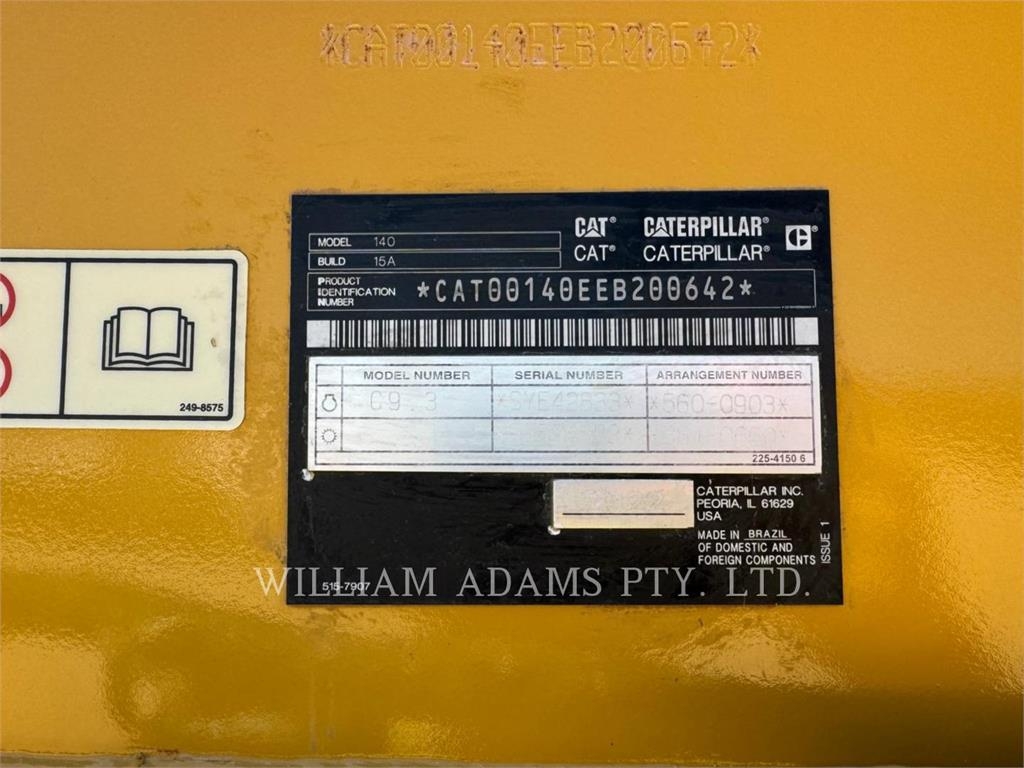 *CAT00140EEB200642*
CAT® CATERPILLAR®
CAT® CATERPILLAR®
MODEL 140
BUILD 15A
PRODUCT IDENTIFICATION NUMBER *CAT00140EEB200642*
MODEL NUMBER SERIAL NUMBER ARRANGEMENT NUMBER
C9.3 *560-0903*
225-4150 6
249-8575
CATERPILLAR INC.
PEORIA, IL 61629
USA
MADE IN BRAZIL
OF DOMESTIC AND
FOREIGN COMPONENTS
ISSUE 1
515-7907
WILLIAM ADAMS PTY. LTD.